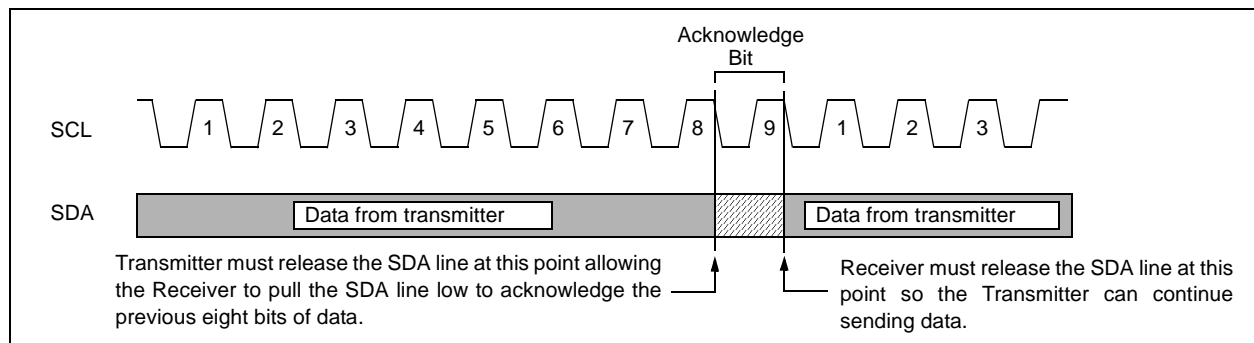 Acknowledge
Bit
SCL
1 2 3 4 5 6 7 8 9 1 2 3
SDA
Data from transmitter
Data from transmitter
Transmitter must release the SDA line at this point allowing
the Receiver to pull the SDA line low to acknowledge the
previous eight bits of data.
Receiver must release the SDA line at this
point so the Transmitter can continue
sending data.